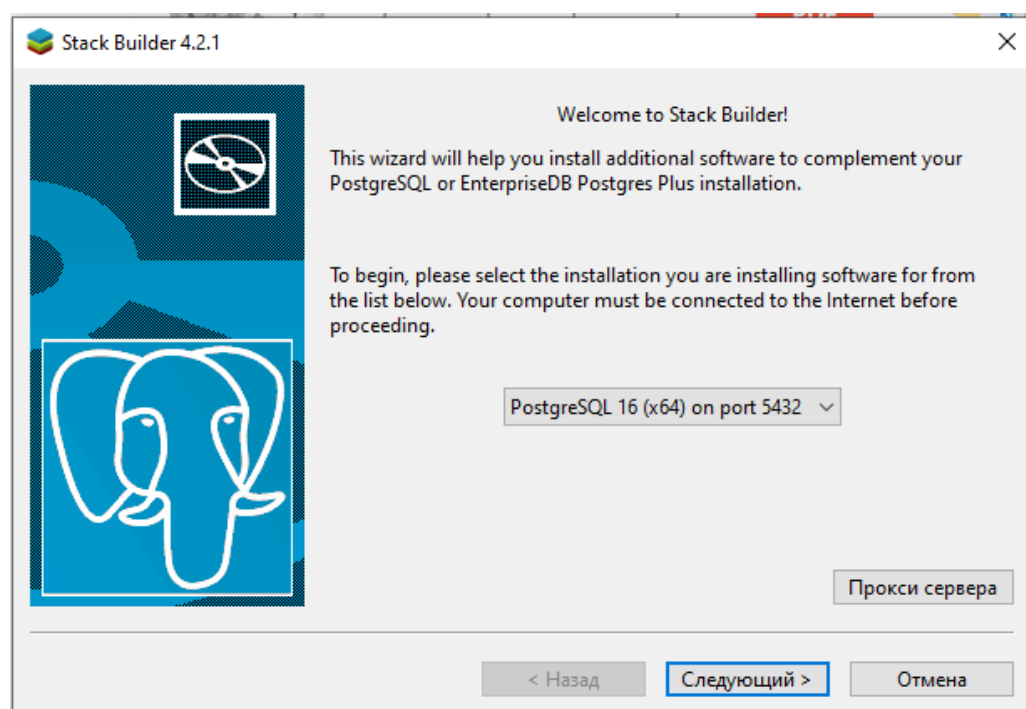 Stack Builder 4.2.1
Welcome to Stack Builder!
This wizard will help you install additional software to complement your
PostgreSQL or EnterpriseDB Postgres Plus installation.
To begin, please select the installation you are installing software for from
the list below. Your computer must be connected to the Internet before
proceeding.
PostgreSQL 16 (x64) on port 5432
Прокси сервера
< Назад
Следующий >
Отмена